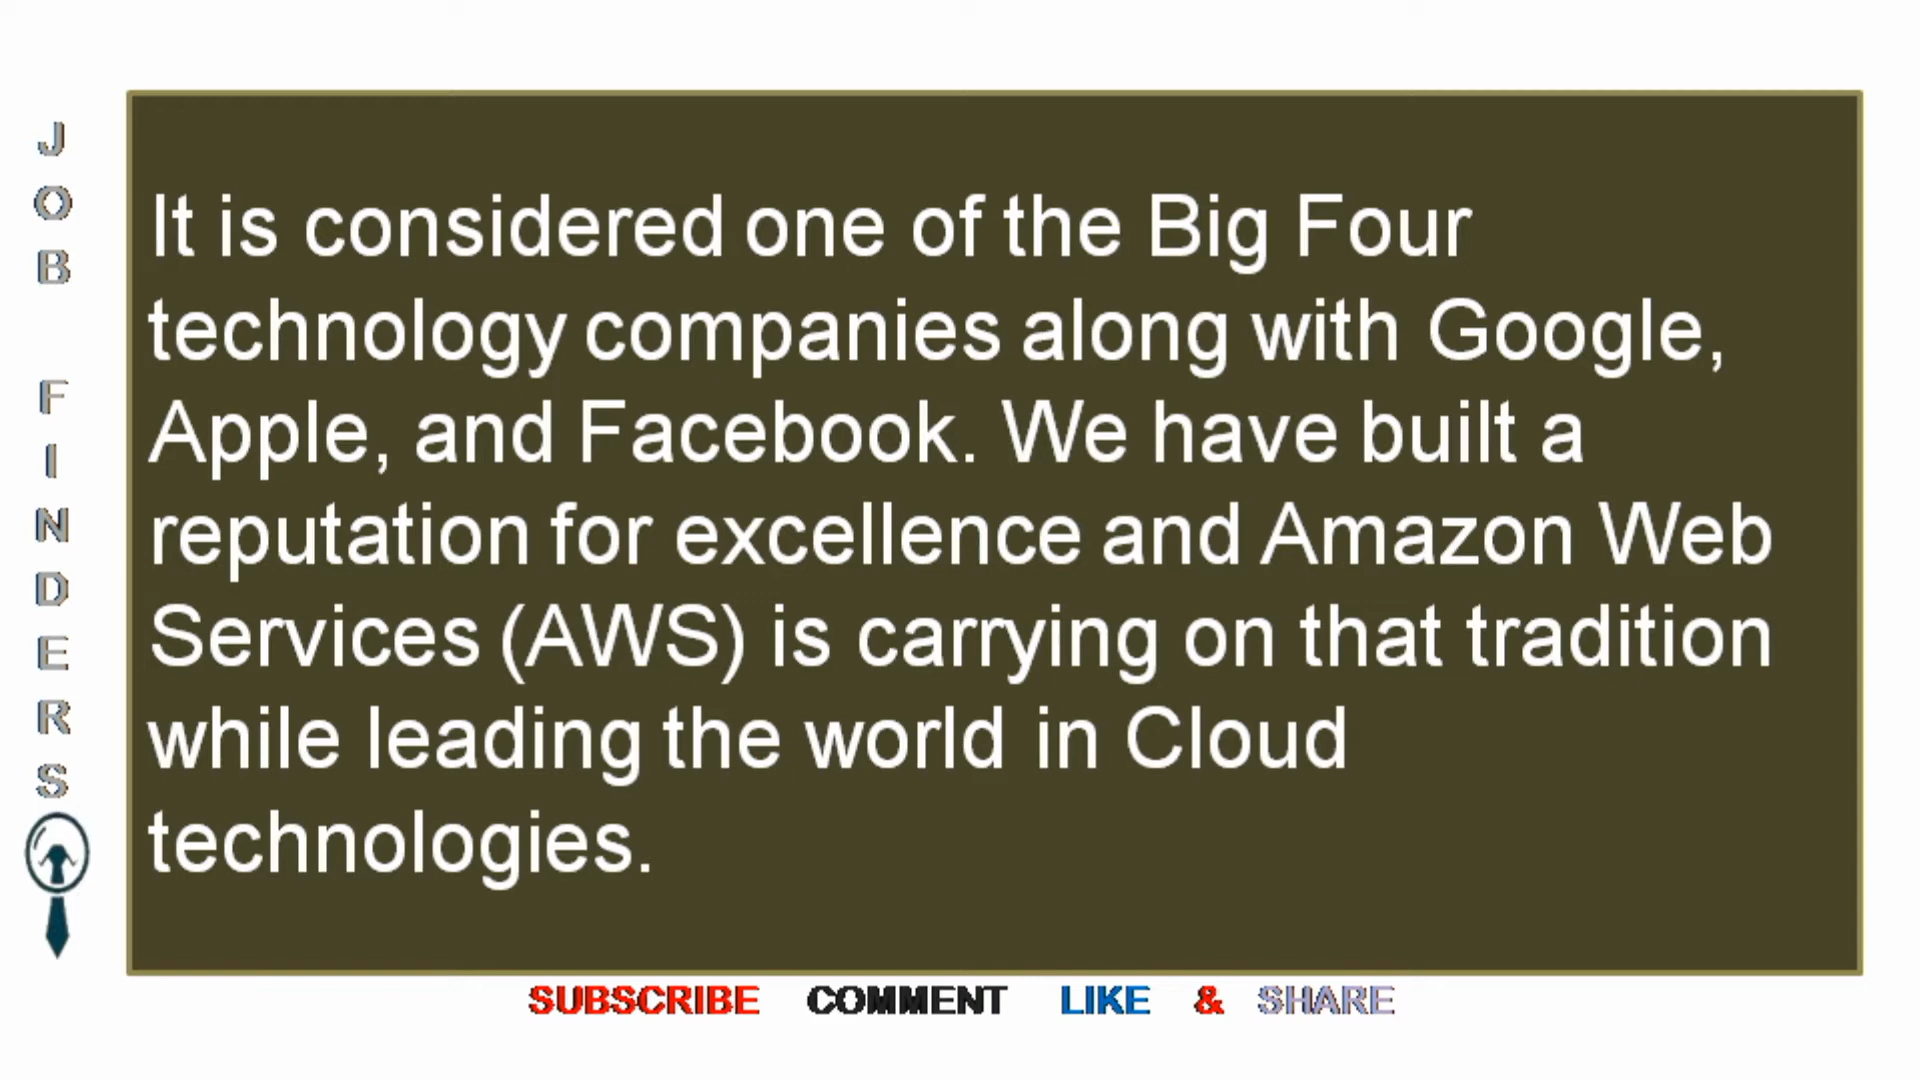 JOB FINDERS
It is considered one of the Big Four
technology companies along with Google,
Apple, and Facebook. We have built a
reputation for excellence and Amazon Web
Services (AWS) is carrying on that tradition
while leading the world in Cloud
technologies.
SUBSCRIBE COMMENT LIKE & SHARE